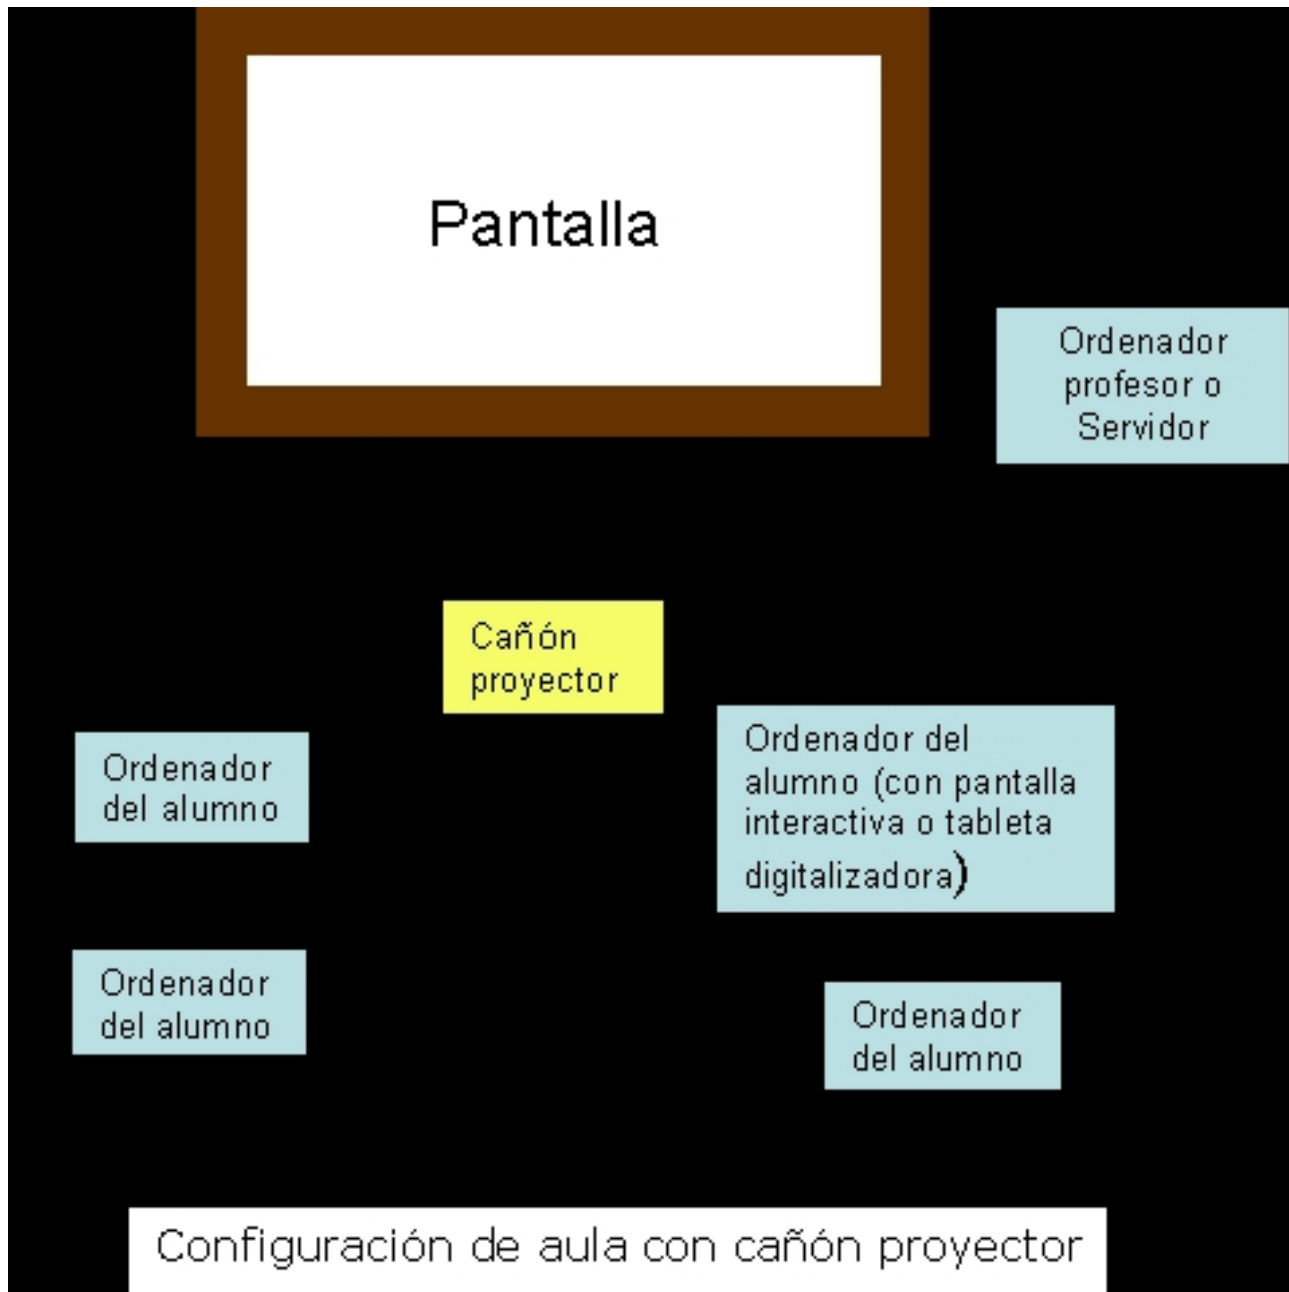 Pantalla
Ordenador
profesor o
Servidor
Cañón
proyector
Ordenador del
alumno (con pantalla
interactiva o tableta
digitalizadora)
Ordenador
del alumno
Ordenador
del alumno
Ordenador
del alumno
Configuración de aula con cañón proyector